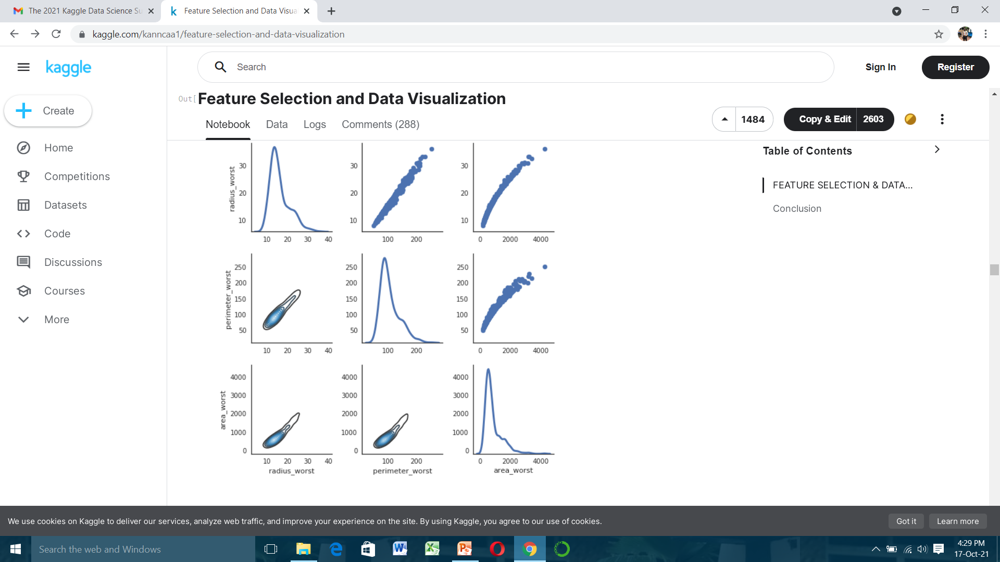 The 2021 Kaggle Data Science Su
Feature Selection and Data Visua
kaggle.com/kanncaa1/feature-selection-and-data-visualization
kaggle
Search
Sign In
Register
Create
Home
Competitions
Datasets
Code
Discussions
Courses
More
Out[
Feature Selection and Data Visualization
Notebook
Data
Logs
Comments (288)
1484
Copy & Edit
2603
Table of Contents
FEATURE SELECTION & DATA...
Conclusion
radius_worst
30
20
10
10 20 30 40
30
20
10
100 200
30
20
10
0 2000 4000
perimeter_worst
250
200
150
100
50
10 20 30 40
250
200
150
100
50
100 200
250
200
150
100
50
0 2000 4000
area_worst
4000
3000
2000
1000
0
10 20 30 40
radius_worst
4000
3000
2000
1000
0
100 200
perimeter_worst
4000
3000
2000
1000
0
0 2000 4000
area_worst
We use cookies on Kaggle to deliver our services, analyze web traffic, and improve your experience on the site. By using Kaggle, you agree to our use of cookies.
Got it
Learn more
Search the web and Windows
4:29 PM
17-Oct-21